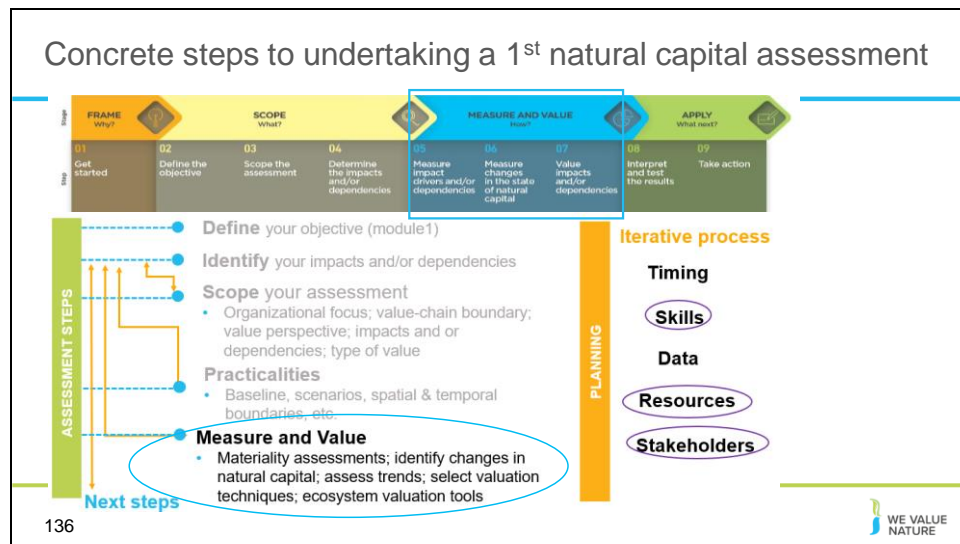 Concrete steps to undertaking a 1st natural capital assessment
Stage
FRAME
Why?
SCOPE
What?
MEASURE AND VALUE
How?
APPLY
What next?
Step
01
Get
started
02
Define the
objective
03
Scope the
assessment
04
Determine
the impacts
and/or
dependencies
05
Measure
impact
drivers and/or
dependencies
06
Measure
changes
in the state
of natural
capital
07
Value
impacts
and/or
dependencies
08
Interpret
and test
the results
09
Take action
ASSESSMENT STEPS
Define your objective (module1)
Identify your impacts and/or dependencies
Scope your assessment
• Organizational focus; value-chain boundary;
value perspective; impacts and or
dependencies; type of value
Practicalities
• Baseline, scenarios, spatial & temporal
boundaries, etc.
Measure and Value
• Materiality assessments; identify changes in
natural capital; assess trends; select valuation
techniques; ecosystem valuation tools
Next steps
PLANNING
Iterative process
Timing
Skills
Data
Resources
Stakeholders
136
WE VALUE
NATURE